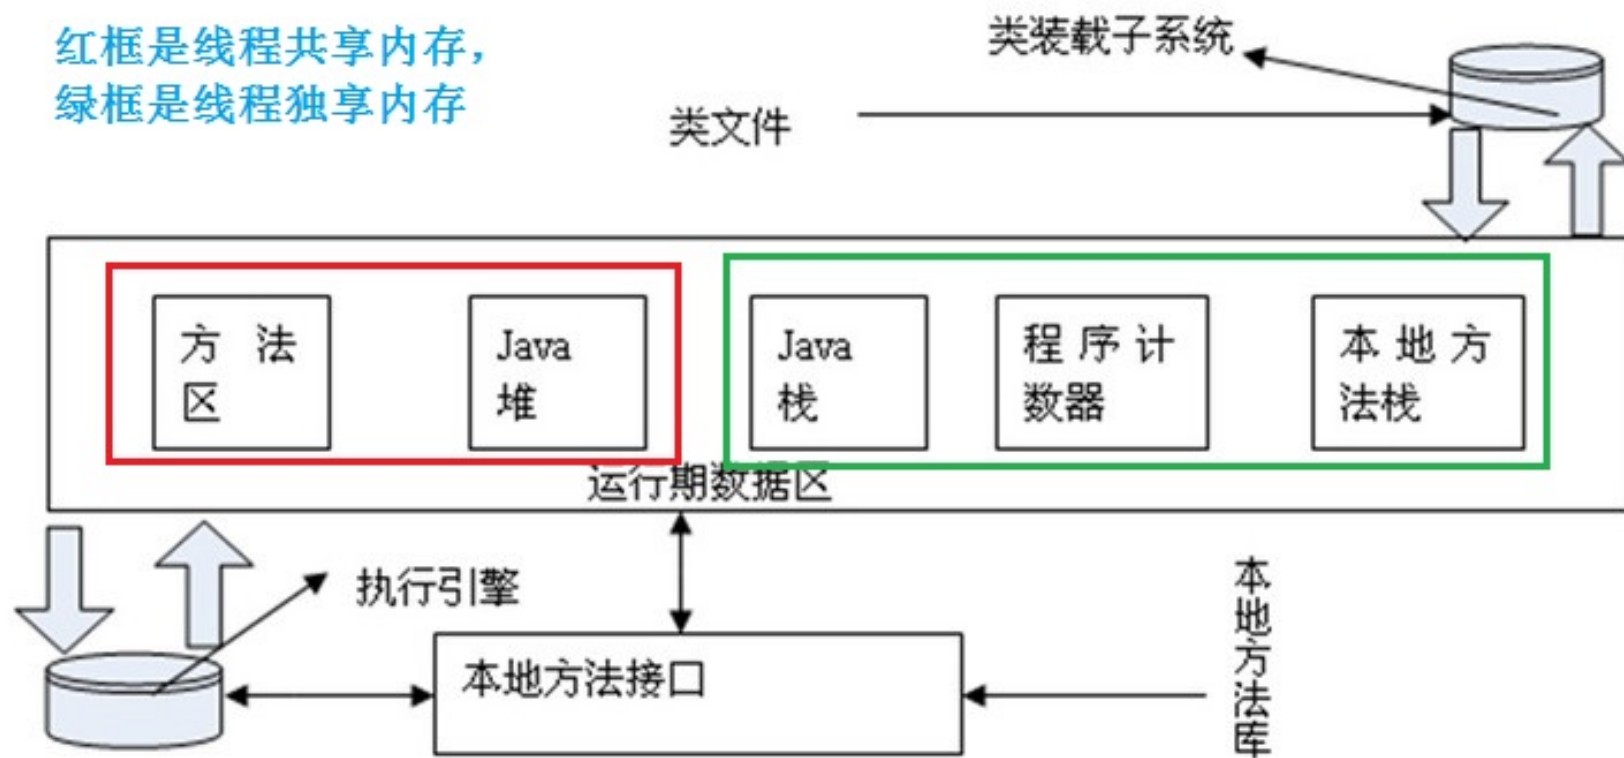 红框是线程共享内存，
绿框是线程独享内存
类装载子系统
类文件
方 法
区
Java
堆
Java
栈
程序计
数器
本地方
法栈
运行期数据区
执行引擎
本地方法接口
本地方法库